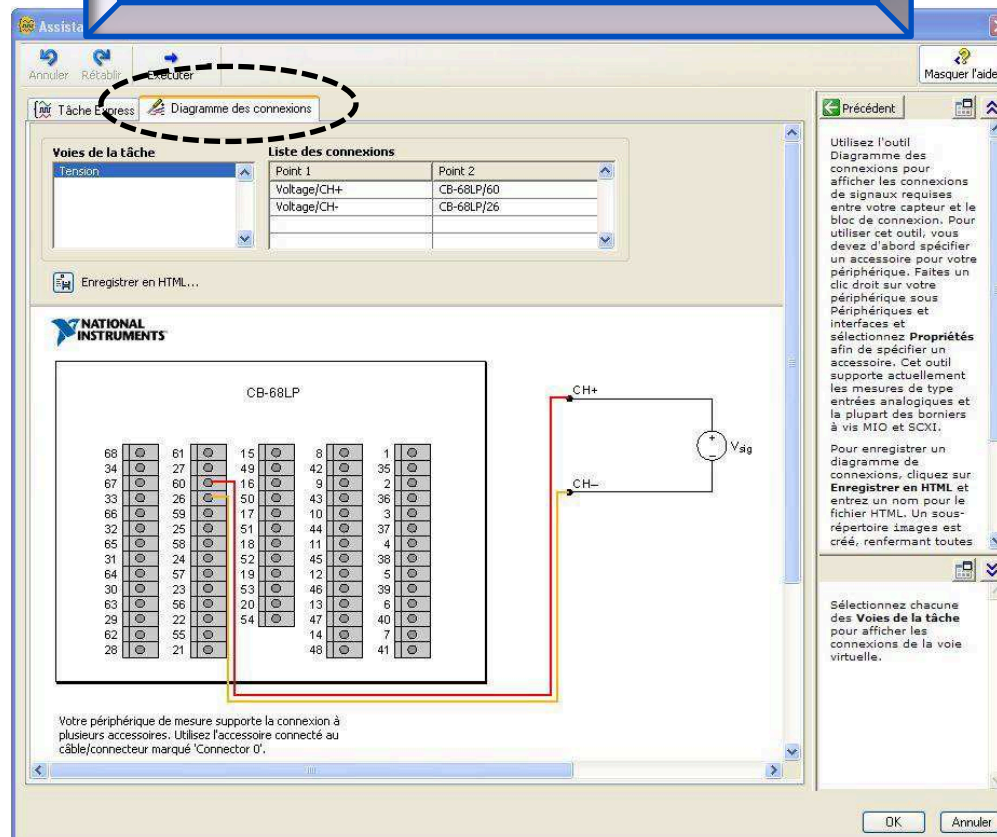 Assista
Annuler Rétablir Exécuter
Masquer l'aide
Tâche Express Diagramme des connexions
Voies de la tâche
Tension
Liste des connexions
Point 1 Point 2
Voltage/CH+ CB-68LP/60
Voltage/CH- CB-68LP/26
Enregistrer en HTML...
NATIONAL
INSTRUMENTS
CB-68LP
68 61 15 8 1
34 27 49 42 35
67 60 16 9 2
33 26 50 43 36
66 59 17 10 3
32 25 51 44 37
65 58 18 11 4
31 24 52 45 38
64 57 19 12 5
30 23 53 46 39
63 56 20 13 6
29 22 54 47 40
62 55 14 7
28 21 48 41
CH+
+
Vsig
−
CH−
Votre périphérique de mesure supporte la connexion à
plusieurs accessoires. Utilisez l'accessoire connecté au
câble/connecteur marqué 'Connector 0'.
Précédent
Utilisez l'outil
Diagramme des
connexions pour
afficher les connexions
de signaux requises
entre votre capteur et le
bloc de connexion. Pour
utiliser cet outil, vous
devez d'abord spécifier
un accessoire pour votre
périphérique. Faites un
clic droit sur votre
périphérique sous
Périphériques et
interfaces et
sélectionnez Propriétés
afin de spécifier un
accessoire. Cet outil
supporte actuellement
les mesures de type
entrées analogiques et
la plupart des borniers
à vis MIO et SCXI.
Pour enregistrer un
diagramme de
connexions, cliquez sur
Enregistrer en HTML et
entrez un nom pour le
fichier HTML. Un sous-
répertoire images est
créé, renfermant toutes
Sélectionnez chacune
des Voies de la tâche
pour afficher les
connexions de la voie
virtuelle.
OK Annuler